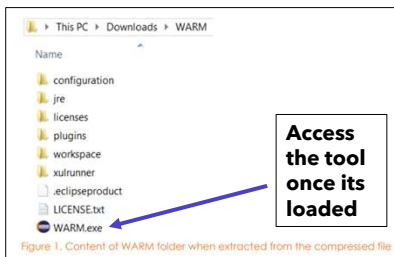 This PC ▸ Downloads ▸ WARM
Name
configuration
jre
licenses
plugins
workspace
xulrunner
.eclipseproduct
LICENSE.txt
WARM.exe
Access
the tool
once its
loaded
Figure 1. Content of WARM folder when extracted from the compressed file